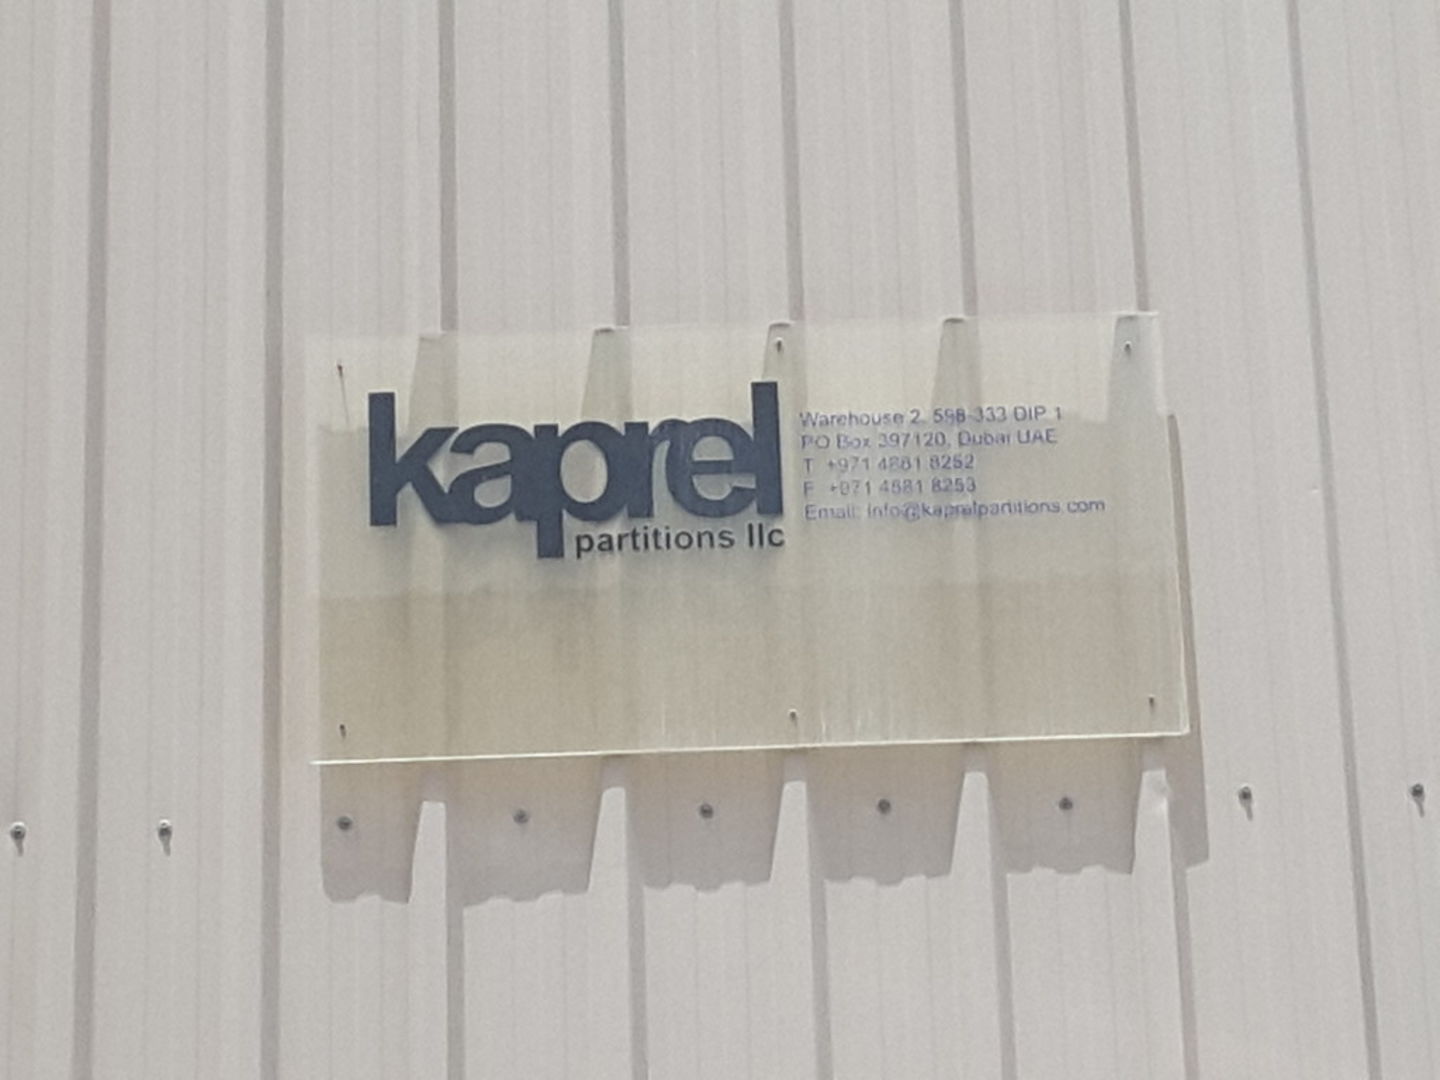 kaprel
partitions llc
Warehouse 2, 598-333 DIP 1
PO Box 397120, Dubai UAE
T +971 4881 8252
F +971 4881 8253
Email: info@kaprelpartitions.com